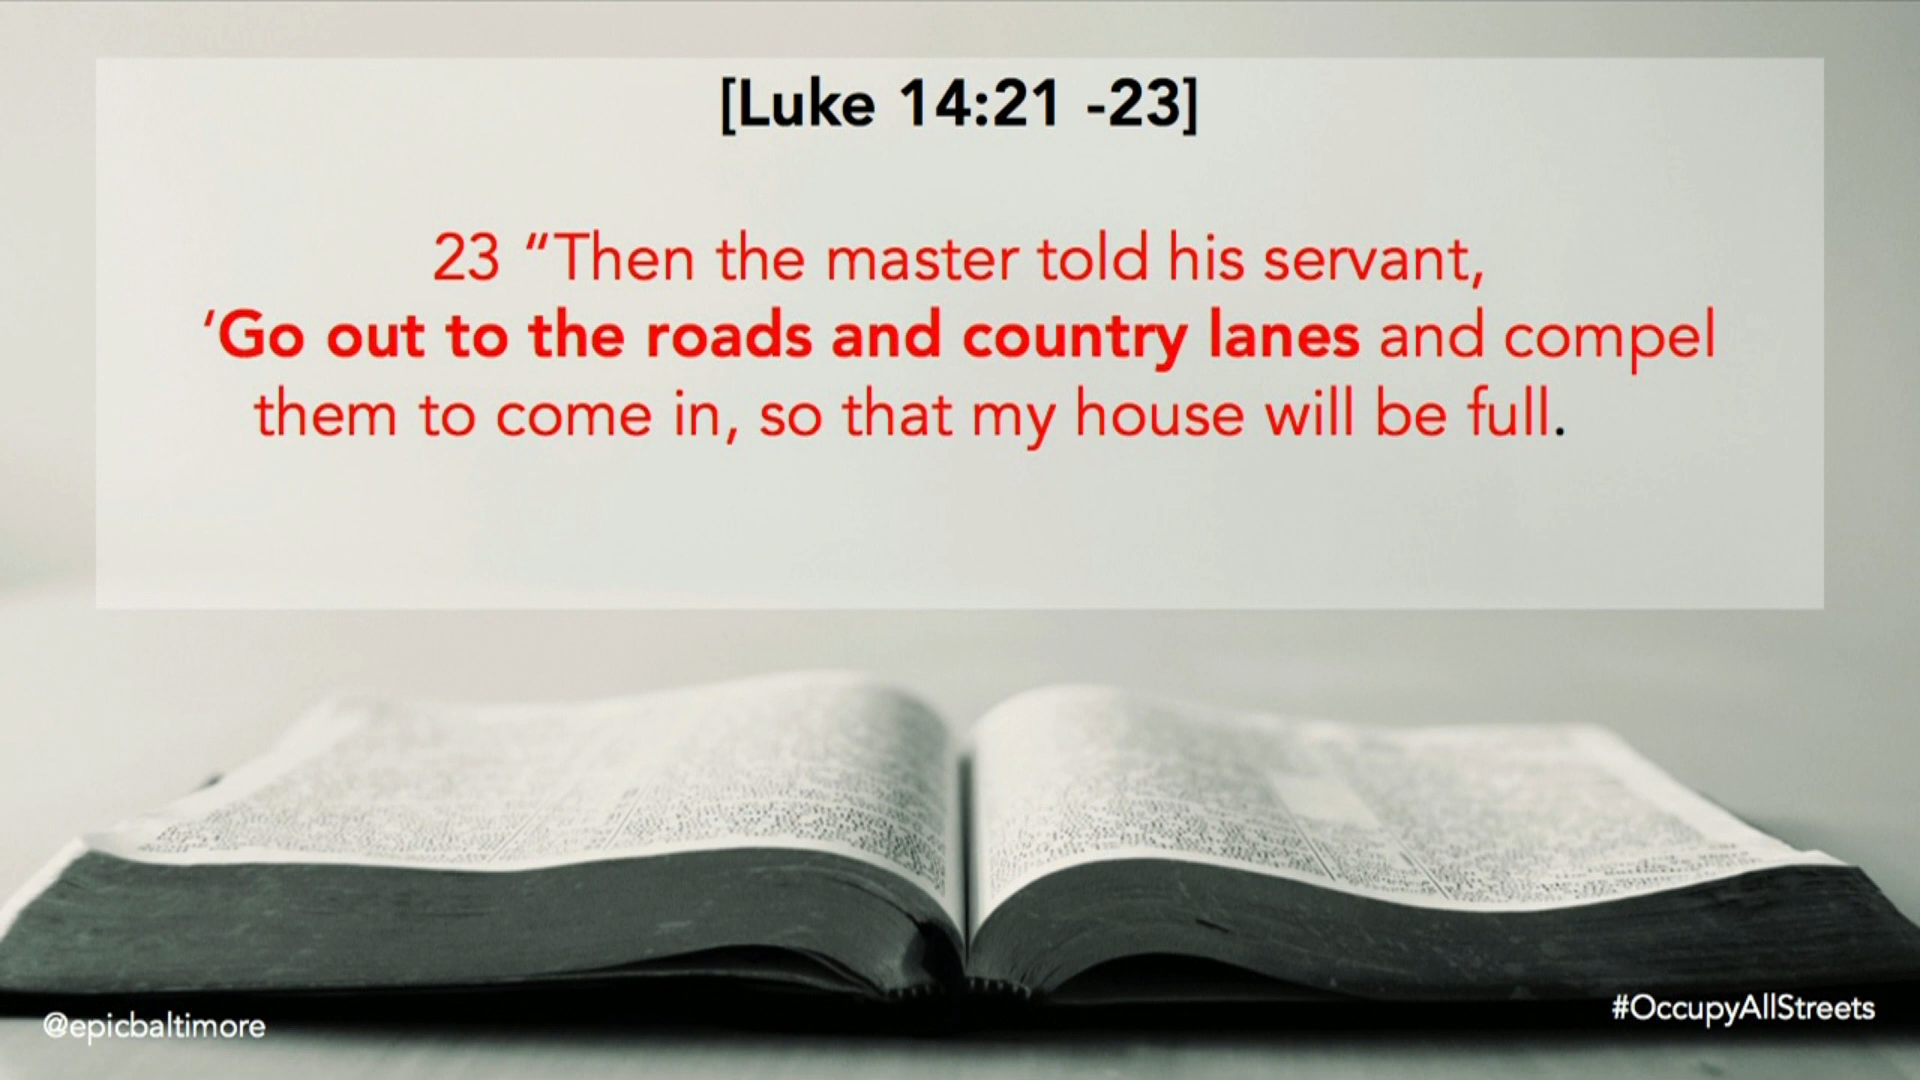 [Luke 14:21 -23]
23 “Then the master told his servant,
‘Go out to the roads and country lanes and compel
them to come in, so that my house will be full.
@epicbaltimore
#OccupyAllStreets